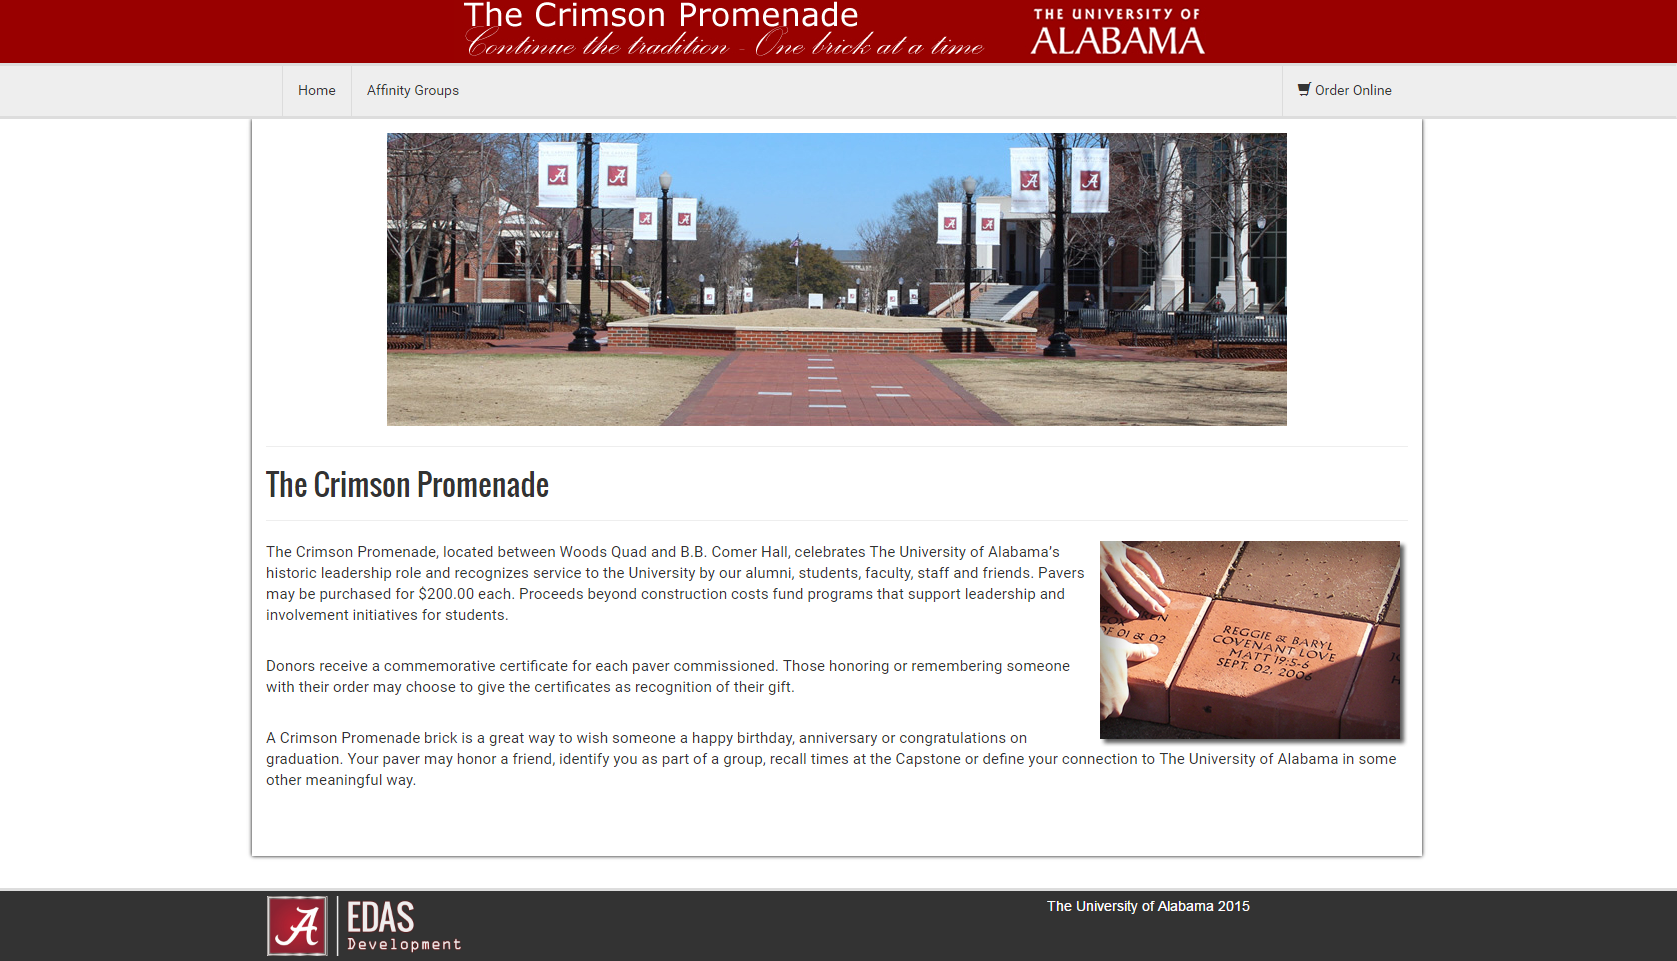 The Crimson Promenade
Continue the tradition - One brick at a time
THE UNIVERSITY OF
ALABAMA
Home
Affinity Groups
Order Online
The Crimson Promenade
The Crimson Promenade, located between Woods Quad and B.B. Comer Hall, celebrates The University of Alabama's
historic leadership role and recognizes service to the University by our alumni, students, faculty, staff and friends. Pavers
may be purchased for $200.00 each. Proceeds beyond construction costs fund programs that support leadership and
involvement initiatives for students.
OF 01 & 02
REGGIE & BARYL
COVENANT LOVE
MATT 19:5-6
SEPT. 02, 2006
Donors receive a commemorative certificate for each paver commissioned. Those honoring or remembering someone
with their order may choose to give the certificates as recognition of their gift.
A Crimson Promenade brick is a great way to wish someone a happy birthday, anniversary or congratulations on
graduation. Your paver may honor a friend, identify you as part of a group, recall times at the Capstone or define your connection to The University of Alabama in some
other meaningful way.
A
EDAS
Development
The University of Alabama 2015